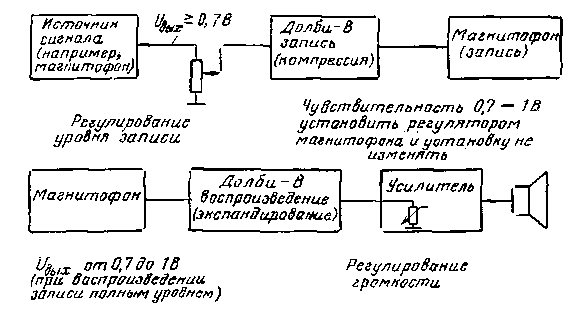 Источник
сигнала
(например,
магнитофон)
Uвых ≥ 0,7В
Долби-В
запись
(компрессия)
Магнитофон
(запись)
Регулирование
уровня записи
Чувствительность 0,7 – 1В
установить регулятором
магнитофона и установку не
изменять
Магнитофон
Долби-В
воспроизведение
(экспандирование)
Усилитель
Uвых от 0,7 до 1В
(при воспроизведении
записи полным уровнем)
Регулирование
громкости